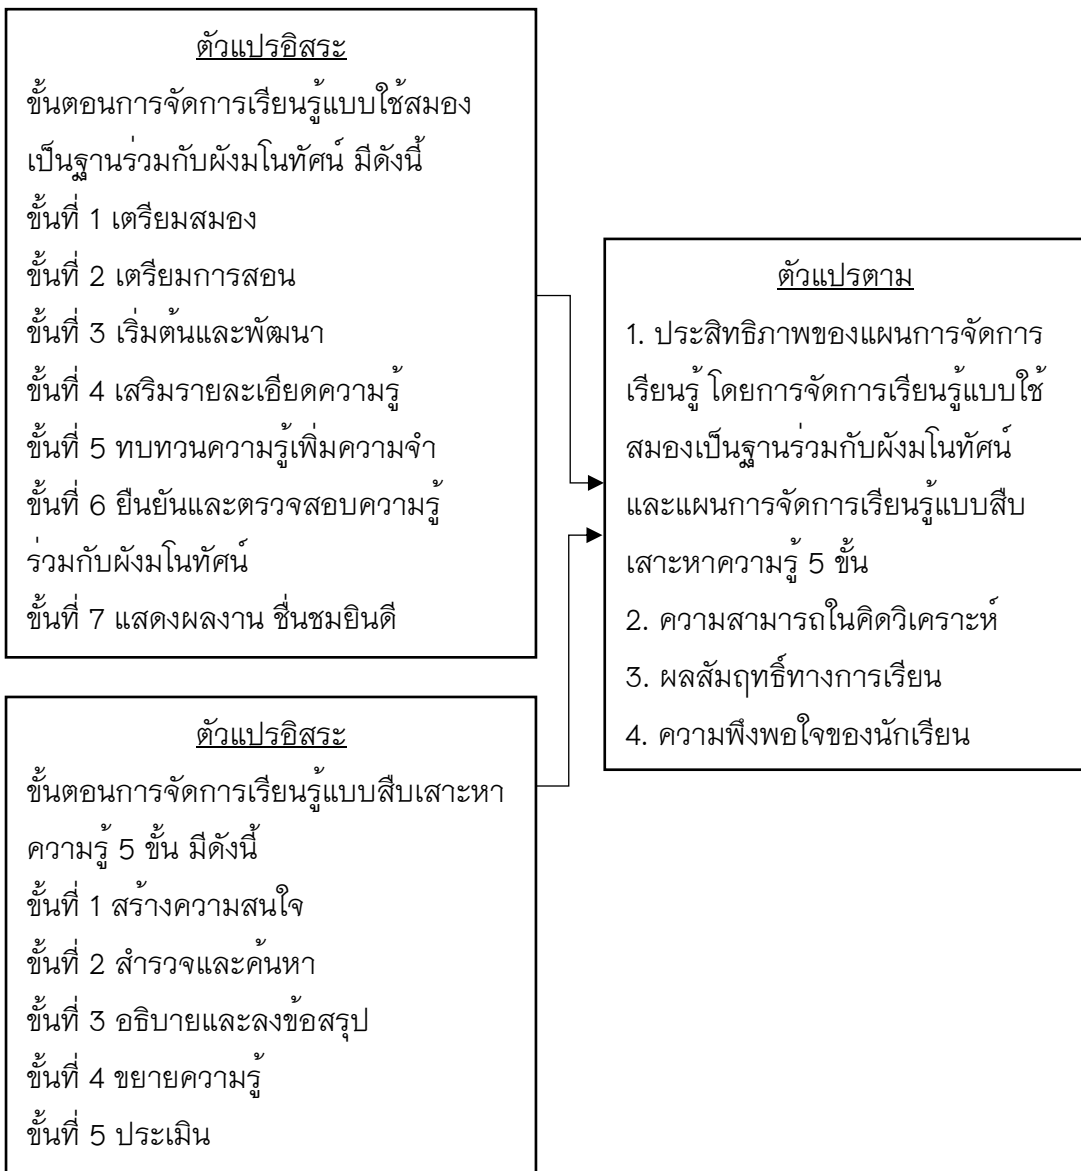 ตัวแปรอิสระ
ขั้นตอนการจัดการเรียนรู้แบบใช้สมอง
เป็นฐานร่วมกับผังมโนทัศน์ มีดังนี้
ขั้นที่ 1 เตรียมสมอง
ขั้นที่ 2 เตรียมการสอน
ขั้นที่ 3 เริ่มต้นและพัฒนา
ขั้นที่ 4 เสริมรายละเอียดความรู้
ขั้นที่ 5 ทบทวนความรู้เพิ่มความจำ
ขั้นที่ 6 ยืนยันและตรวจสอบความรู้
ร่วมกับผังมโนทัศน์
ขั้นที่ 7 แสดงผลงาน ชื่นชมยินดี
ตัวแปรอิสระ
ขั้นตอนการจัดการเรียนรู้แบบสืบเสาะหา
ความรู้ 5 ขั้น มีดังนี้
ขั้นที่ 1 สร้างความสนใจ
ขั้นที่ 2 สำรวจและค้นหา
ขั้นที่ 3 อธิบายและลงข้อสรุป
ขั้นที่ 4 ขยายความรู้
ขั้นที่ 5 ประเมิน
ตัวแปรตาม
1. ประสิทธิภาพของแผนการจัดการ
เรียนรู้ โดยการจัดการเรียนรู้แบบใช้
สมองเป็นฐานร่วมกับผังมโนทัศน์
และแผนการจัดการเรียนรู้แบบสืบ
เสาะหาความรู้ 5 ขั้น
2. ความสามารถในคิดวิเคราะห์
3. ผลสัมฤทธิ์ทางการเรียน
4. ความพึงพอใจของนักเรียน